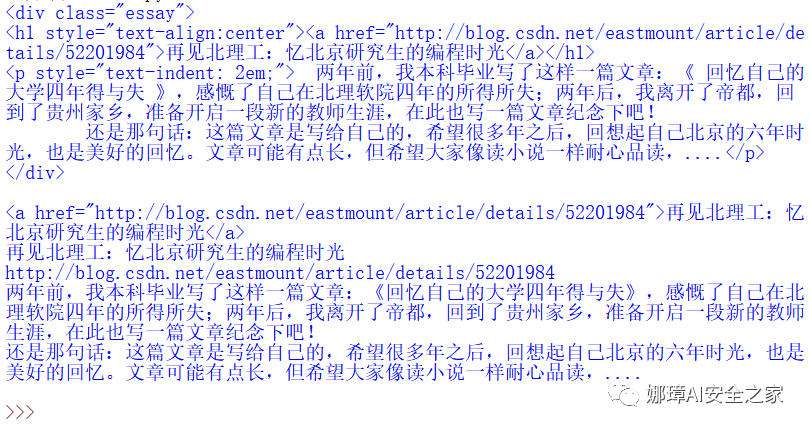 <div class="essay">
<h1 style="text-align:center"><a href="http://blog.csdn.net/eastmount/article/de
tails/52201984">再见北理工：忆北京研究生的编程时光</a></h1>
<p style="text-indent: 2em;">  两年前，我本科毕业写了这样一篇文章：《 回忆自己的
大学四年得与失 》，感慨了自己在北理软院四年的所得所失；两年后，我离开了帝都，回
到了贵州家乡，准备开启一段新的教师生涯，在此也写一篇文章纪念下吧！
还是那句话：这篇文章是写给自己的，希望很多年之后，回想起自己北京的六年时
光，也是美好的回忆。文章可能有点长，但希望大家像读小说一样耐心品读，....</p>
</div>
<a href="http://blog.csdn.net/eastmount/article/details/52201984">再见北理工：忆
北京研究生的编程时光</a>
再见北理工：忆北京研究生的编程时光
http://blog.csdn.net/eastmount/article/details/52201984
两年前，我本科毕业写了这样一篇文章：《回忆自己的大学四年得与失》，感慨了自己在北
理软院四年的所得所失；两年后，我离开了帝都，回到了贵州家乡，准备开启一段新的教师
生涯，在此也写一篇文章纪念下吧！
还是那句话：这篇文章是写给自己的，希望很多年之后，回想起自己北京的六年时光，也是
美好的回忆。文章可能有点长，但希望大家像读小说一样耐心品读，....
>>>
娜璋AI安全之家